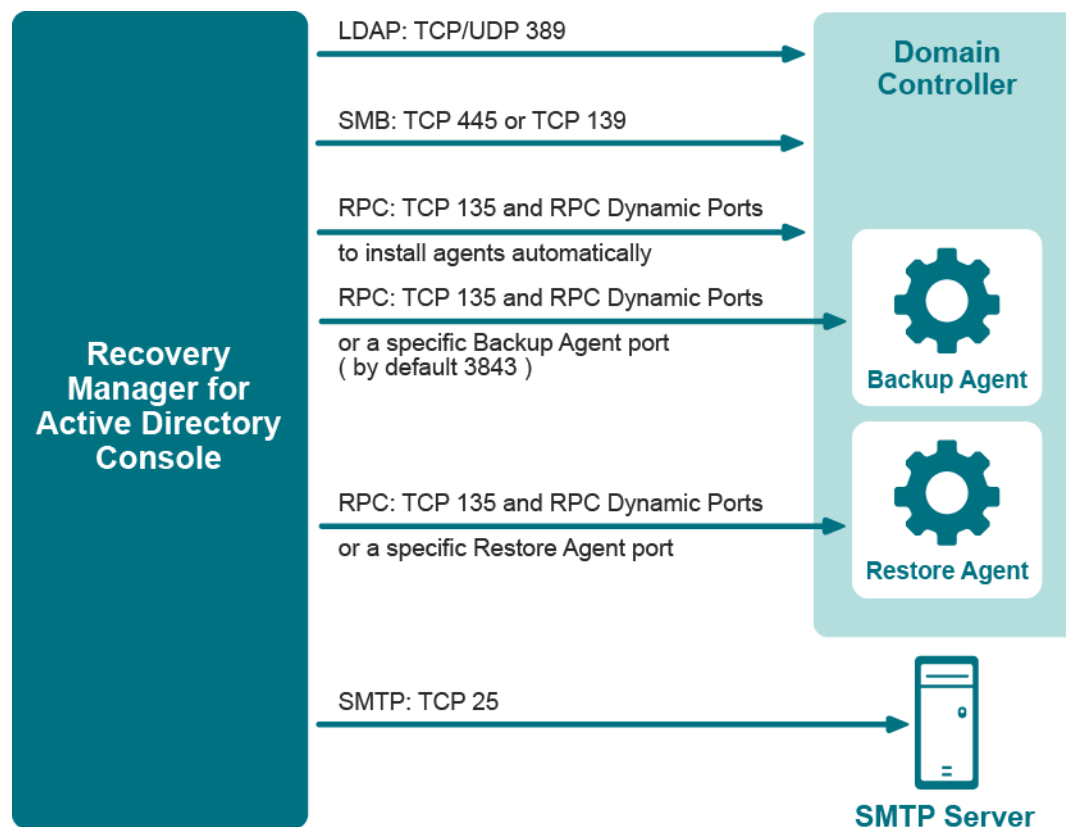 Recovery
Manager for
Active Directory
Console
LDAP: TCP/UDP 389
SMB: TCP 445 or TCP 139
RPC: TCP 135 and RPC Dynamic Ports
to install agents automatically
RPC: TCP 135 and RPC Dynamic Ports
or a specific Backup Agent port
( by default 3843 )
RPC: TCP 135 and RPC Dynamic Ports
or a specific Restore Agent port
SMTP: TCP 25
Domain
Controller
Backup Agent
Restore Agent
SMTP Server